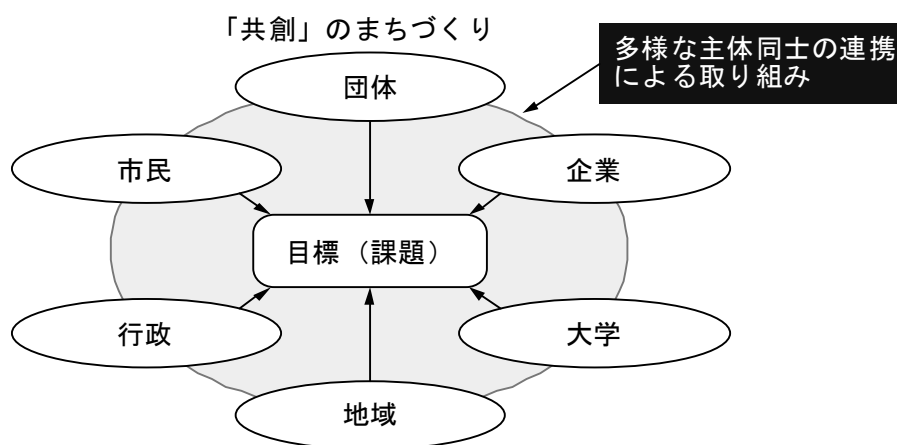 「共創」のまちづくり
多様な主体同士の連携
による取り組み
団体
市民
企業
目標（課題）
行政
大学
地域